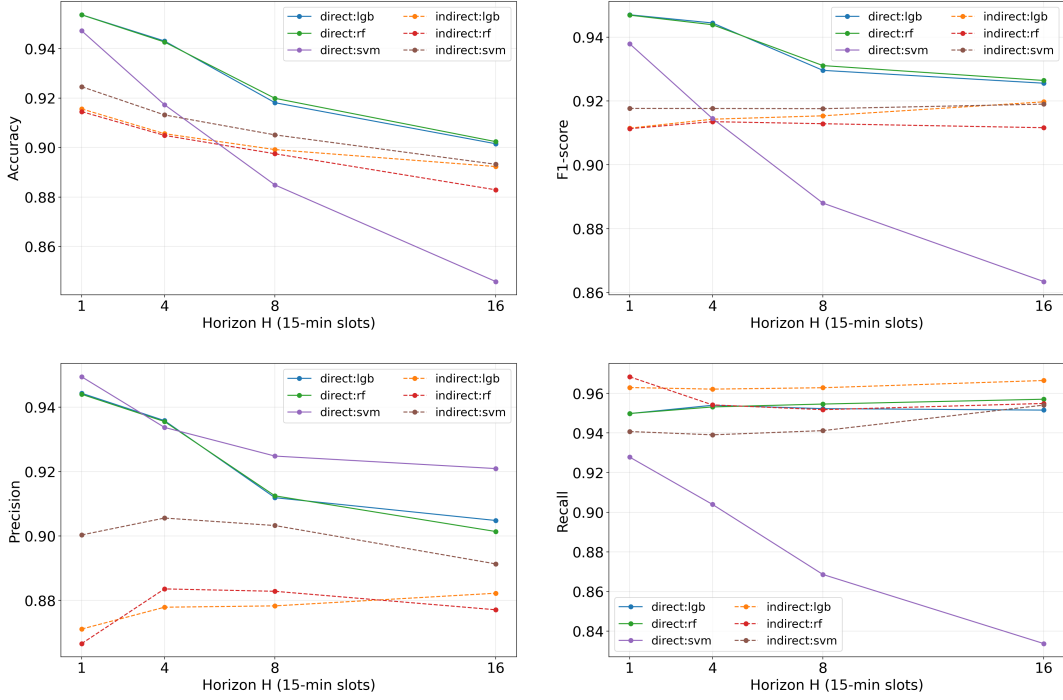 Accuracy
0.94
0.92
0.90
0.88
0.86
direct:lgb indirect:lgb
direct:rf indirect:rf
direct:svm indirect:svm
1 4 8 16
Horizon H (15-min slots)
F1-score
0.94
0.92
0.90
0.88
0.86
direct:lgb indirect:lgb
direct:rf indirect:rf
direct:svm indirect:svm
1 4 8 16
Horizon H (15-min slots)
Precision
0.94
0.92
0.90
0.88
direct:lgb indirect:lgb
direct:rf indirect:rf
direct:svm indirect:svm
1 4 8 16
Horizon H (15-min slots)
Recall
0.96
0.94
0.92
0.90
0.88
0.86
0.84
direct:lgb indirect:lgb
direct:rf indirect:rf
direct:svm indirect:svm
1 4 8 16
Horizon H (15-min slots)